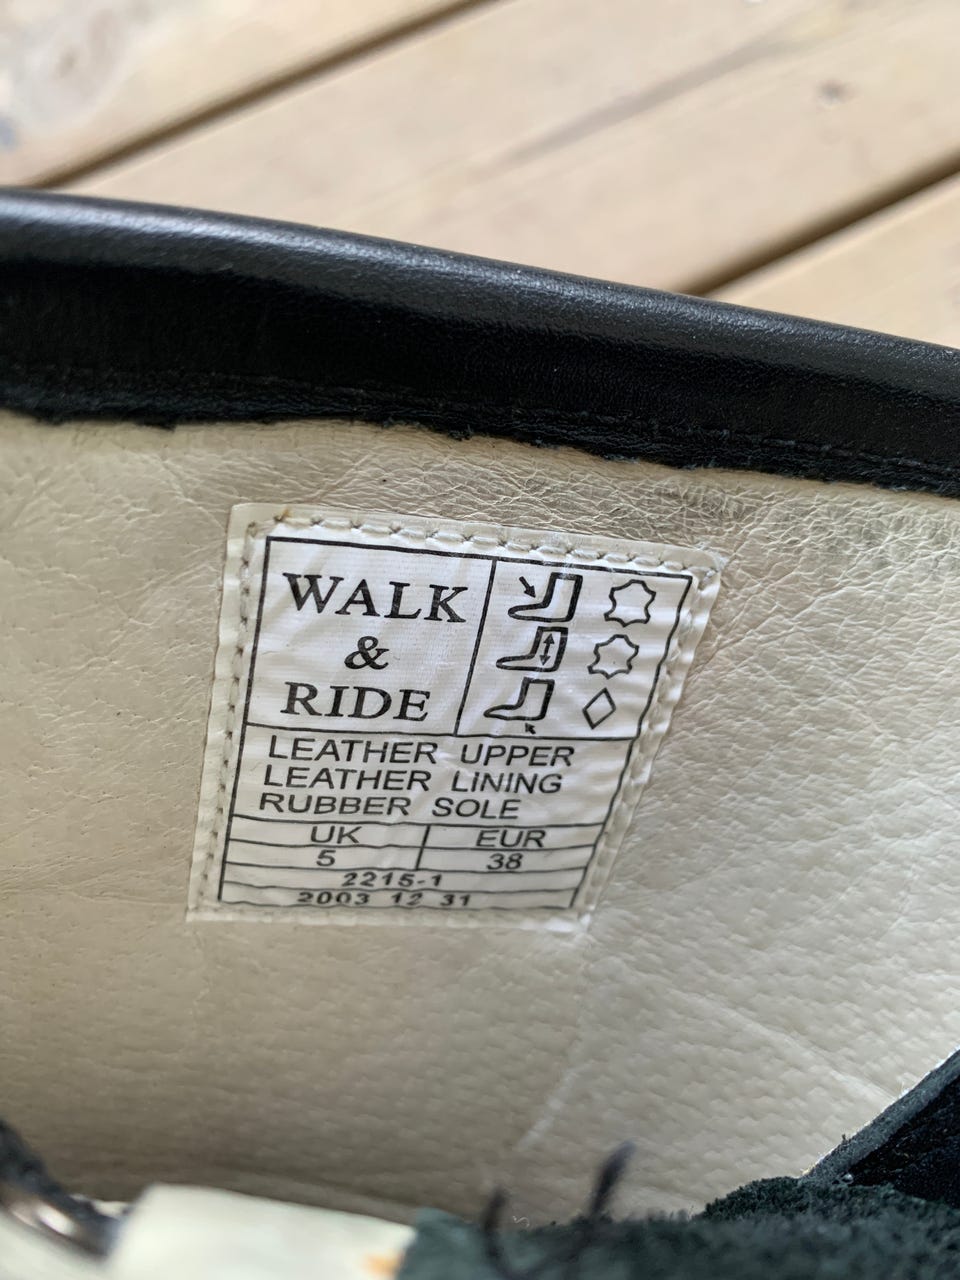 WALK
&
RIDE
LEATHER UPPER
LEATHER LINING
RUBBER SOLE
UK EUR
5 38
2215-1
2003 12 31